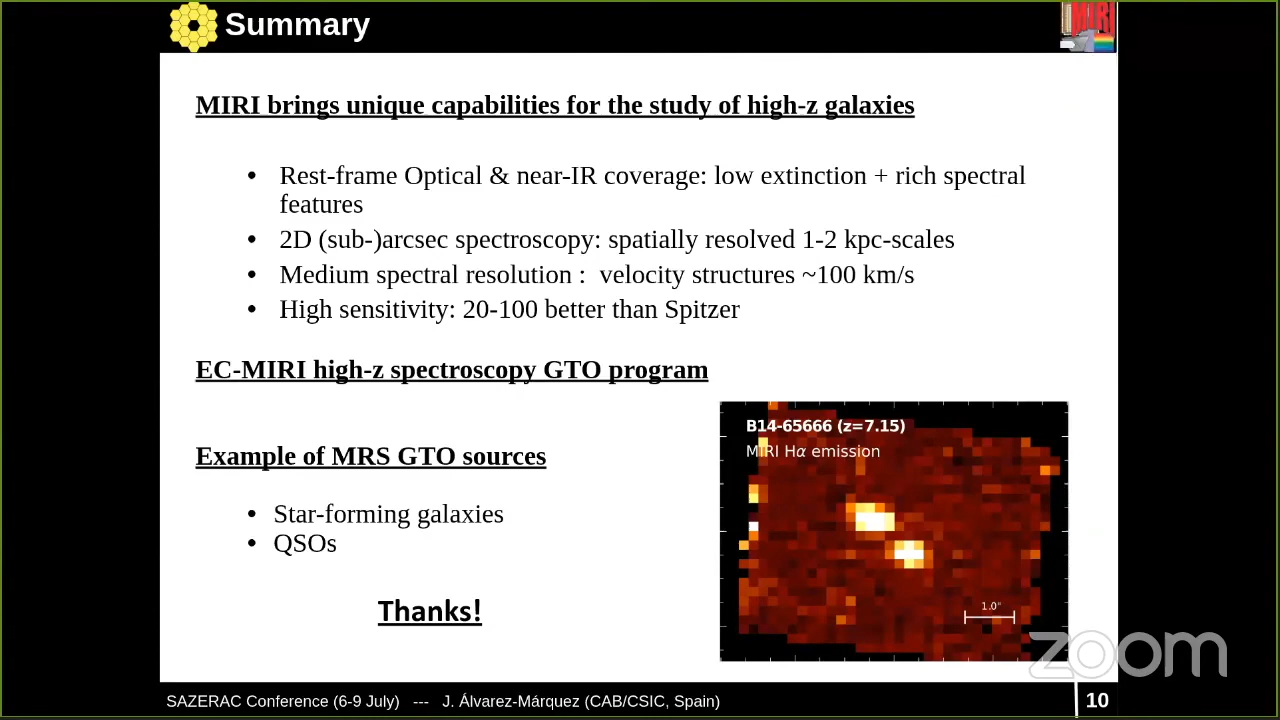 Summary
MIRI
MIRI brings unique capabilities for the study of high-z galaxies
• Rest-frame Optical & near-IR coverage: low extinction + rich spectral
features
• 2D (sub-)arcsec spectroscopy: spatially resolved 1-2 kpc-scales
• Medium spectral resolution : velocity structures ~100 km/s
• High sensitivity: 20-100 better than Spitzer
EC-MIRI high-z spectroscopy GTO program
B14-65666 (z=7.15)
MIRI Hα emission
Example of MRS GTO sources
• Star-forming galaxies
• QSOs
1.0"
Thanks!
zoom
SAZERAC Conference (6-9 July) --- J. Álvarez-Márquez (CAB/CSIC, Spain)
10